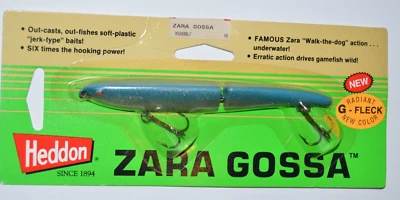 ZARA GOSSA
• Out-casts, out-fishes soft-plastic
"jerk-type" baits!
• SIX times the hooking power!
• FAMOUS Zara "Walk-the-dog" action . . .
underwater!
• Erratic action drives gamefish wild!
NEW
RADIANT
G - FLECK
NEW COLOR
Heddon
SINCE 1894
ZARA GOSSA™